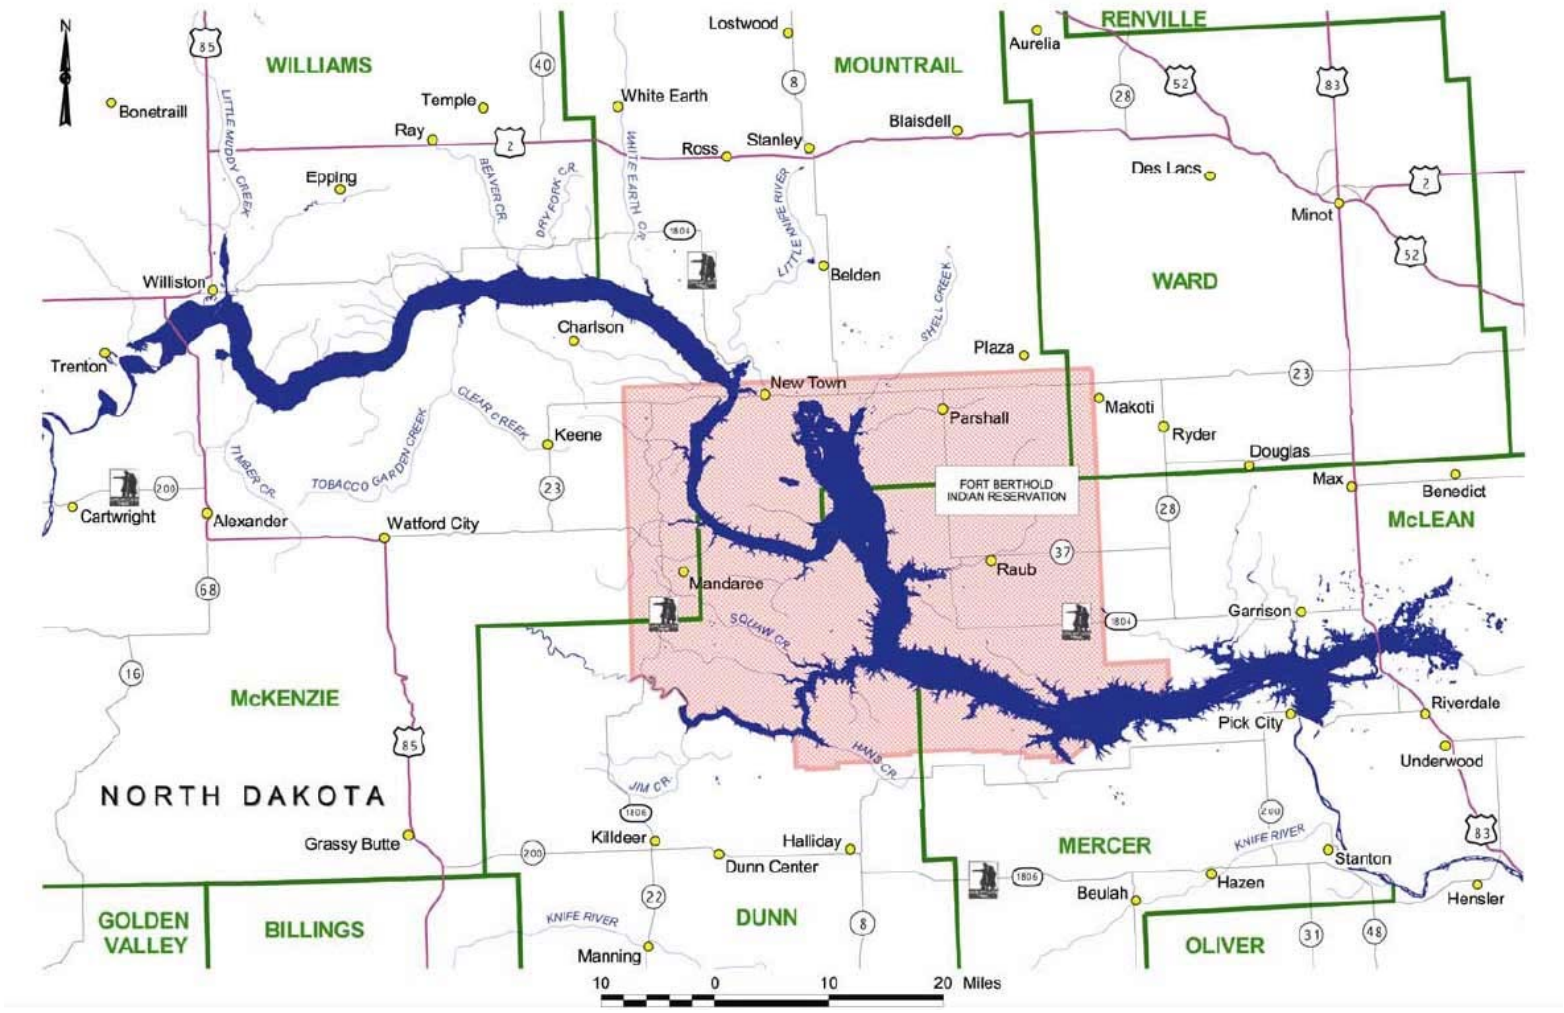 N
85
WILLIAMS
40
Lostwood
8
MOUNTRAIL
Aurelia
RENVILLE
28
52
83
Bonetraill
LITTLE MUDDY CREEK
Temple
White Earth
Ray
2
Ross
Stanley
Blaisdell
Des Lacs
2
Epping
BEAVER CR.
DRY FORK CR.
WHITE EARTH CR.
1804
LITTLE KNIFE RIVER
Minot
52
Williston
Belden
SHELL CREEK
WARD
Trenton
Charlson
Plaza
23
New Town
CLEAR CREEK
Keene
Parshall
Makoti
Ryder
TIMBER CR.
TOBACCO GARDEN CREEK
Douglas
200
23
FORT BERTHOLD
INDIAN RESERVATION
Max
Benedict
Cartwright
Alexander
Watford City
28
McLEAN
68
Mandaree
37
Raub
Garrison
1804
SQUAW CR.
16
McKENZIE
Riverdale
Pick City
85
HANS CR.
Underwood
NORTH DAKOTA
JIM CR.
1806
200
83
Grassy Butte
Killdeer
Halliday
MERCER
KNIFE RIVER
200
Dunn Center
Stanton
1806
Beulah
Hazen
Hensler
GOLDEN
VALLEY
BILLINGS
22
KNIFE RIVER
DUNN
8
OLIVER
31
48
Manning
10 0 10 20 Miles